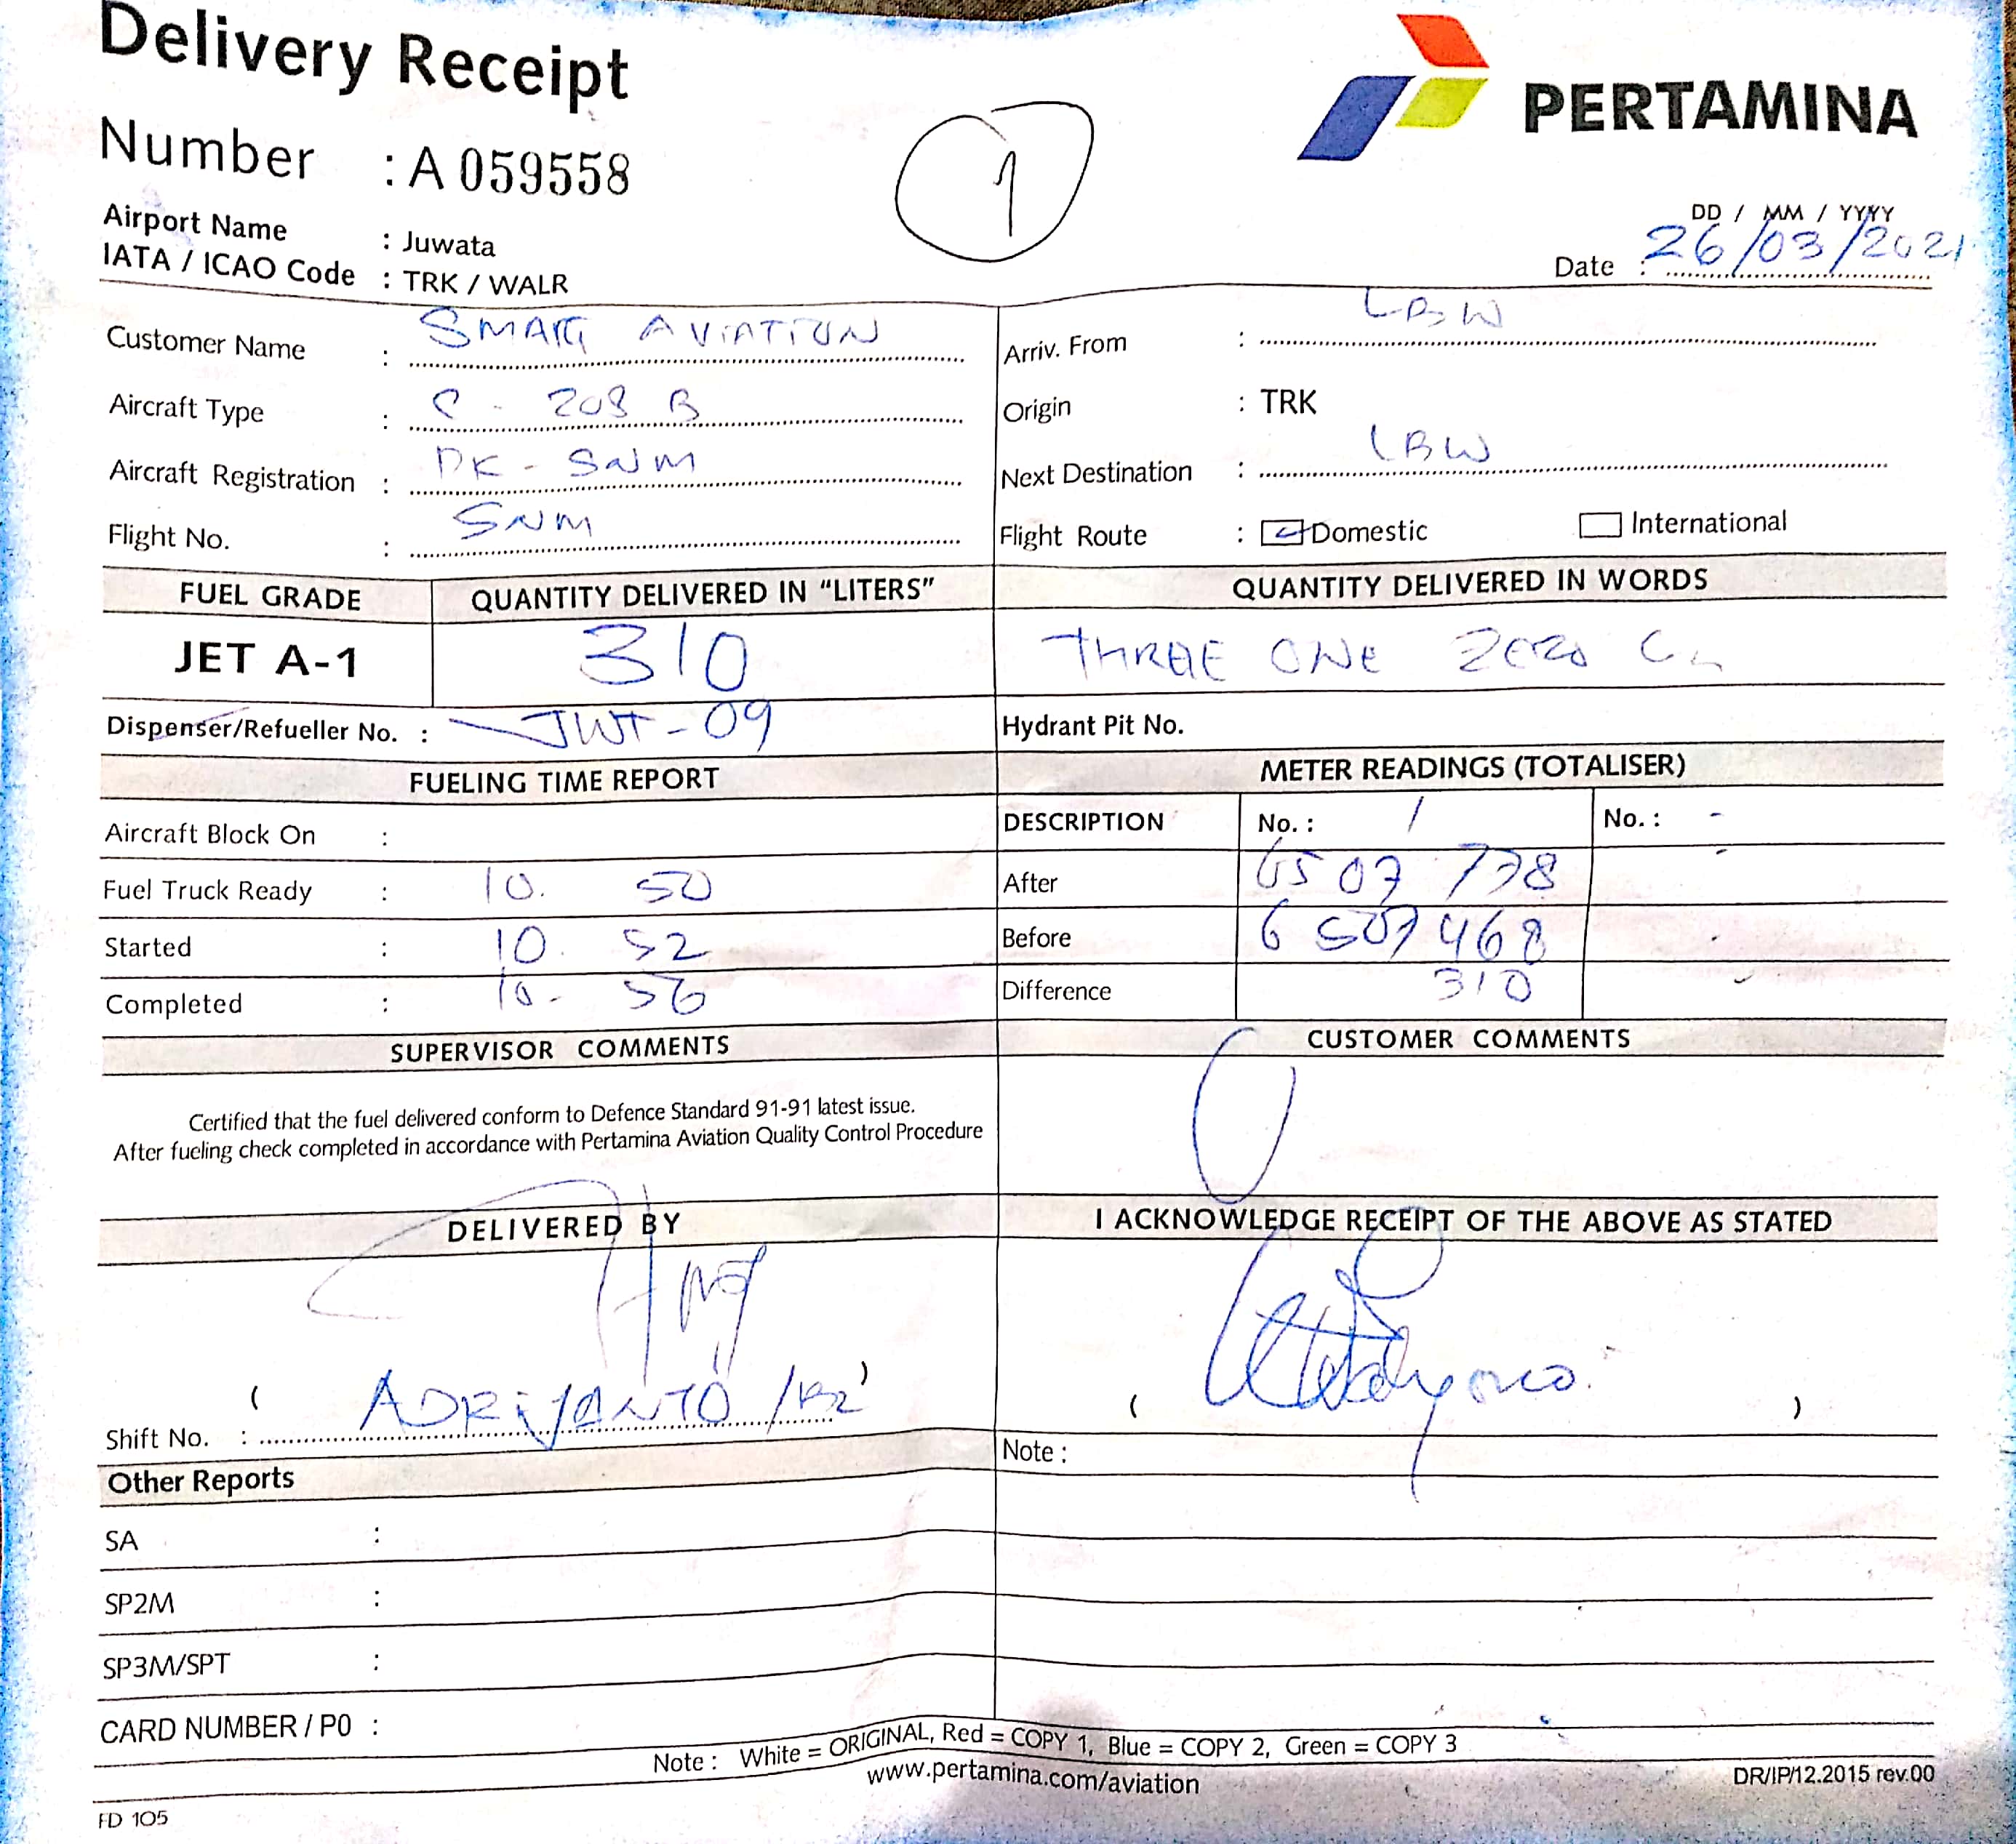 Delivery Receipt
PERTAMINA
Number : A 059558
1
Airport Name : Juwata
IATA / ICAO Code : TRK / WALR
DD / MM / YYYY
Date : 26/03/2021
Customer Name : SMART AVIATION
Arriv. From : LBW
Aircraft Type : C - 208 B
Origin : TRK
Aircraft Registration : PK - SNM
Next Destination : LBW
Flight No. : SNM
Flight Route : Domestic International
FUEL GRADE QUANTITY DELIVERED IN "LITERS" QUANTITY DELIVERED IN WORDS
JET A-1 310 THREE ONE ZERO
Dispenser/Refueller No. : JWT-09 Hydrant Pit No.
FUELING TIME REPORT METER READINGS (TOTALISER)
Aircraft Block On :
DESCRIPTION No. : 1 No. : -
Fuel Truck Ready : 10. 50
After 6507 778
Started : 10. 52
Before 6 507 468
Completed : 10. 56
Difference 310
SUPERVISOR COMMENTS CUSTOMER COMMENTS
Certified that the fuel delivered conform to Defence Standard 91-91 latest issue.
After fueling check completed in accordance with Pertamina Aviation Quality Control Procedure
DELIVERED BY I ACKNOWLEDGE RECEIPT OF THE ABOVE AS STATED
( ADRIYANTO ) ( )
Shift No. :
Note :
Other Reports
SA :
SP2M :
SP3M/SPT :
CARD NUMBER / P0 :
Note : White = ORIGINAL, Red = COPY 1, Blue = COPY 2, Green = COPY 3
www.pertamina.com/aviation
DR/IP/12.2015 rev.00
FD 105